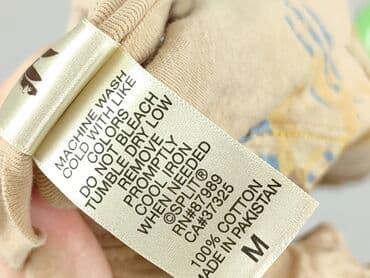 MACHINE WASH
COLD WITH LIKE
COLORS
DO NOT BLEACH
TUMBLE DRY LOW
REMOVE
PROMPTLY
COOL IRON
WHEN NEEDED
©SPLIT®
RN#87989
CA#37325
100% COTTON
MADE IN PAKISTAN
M